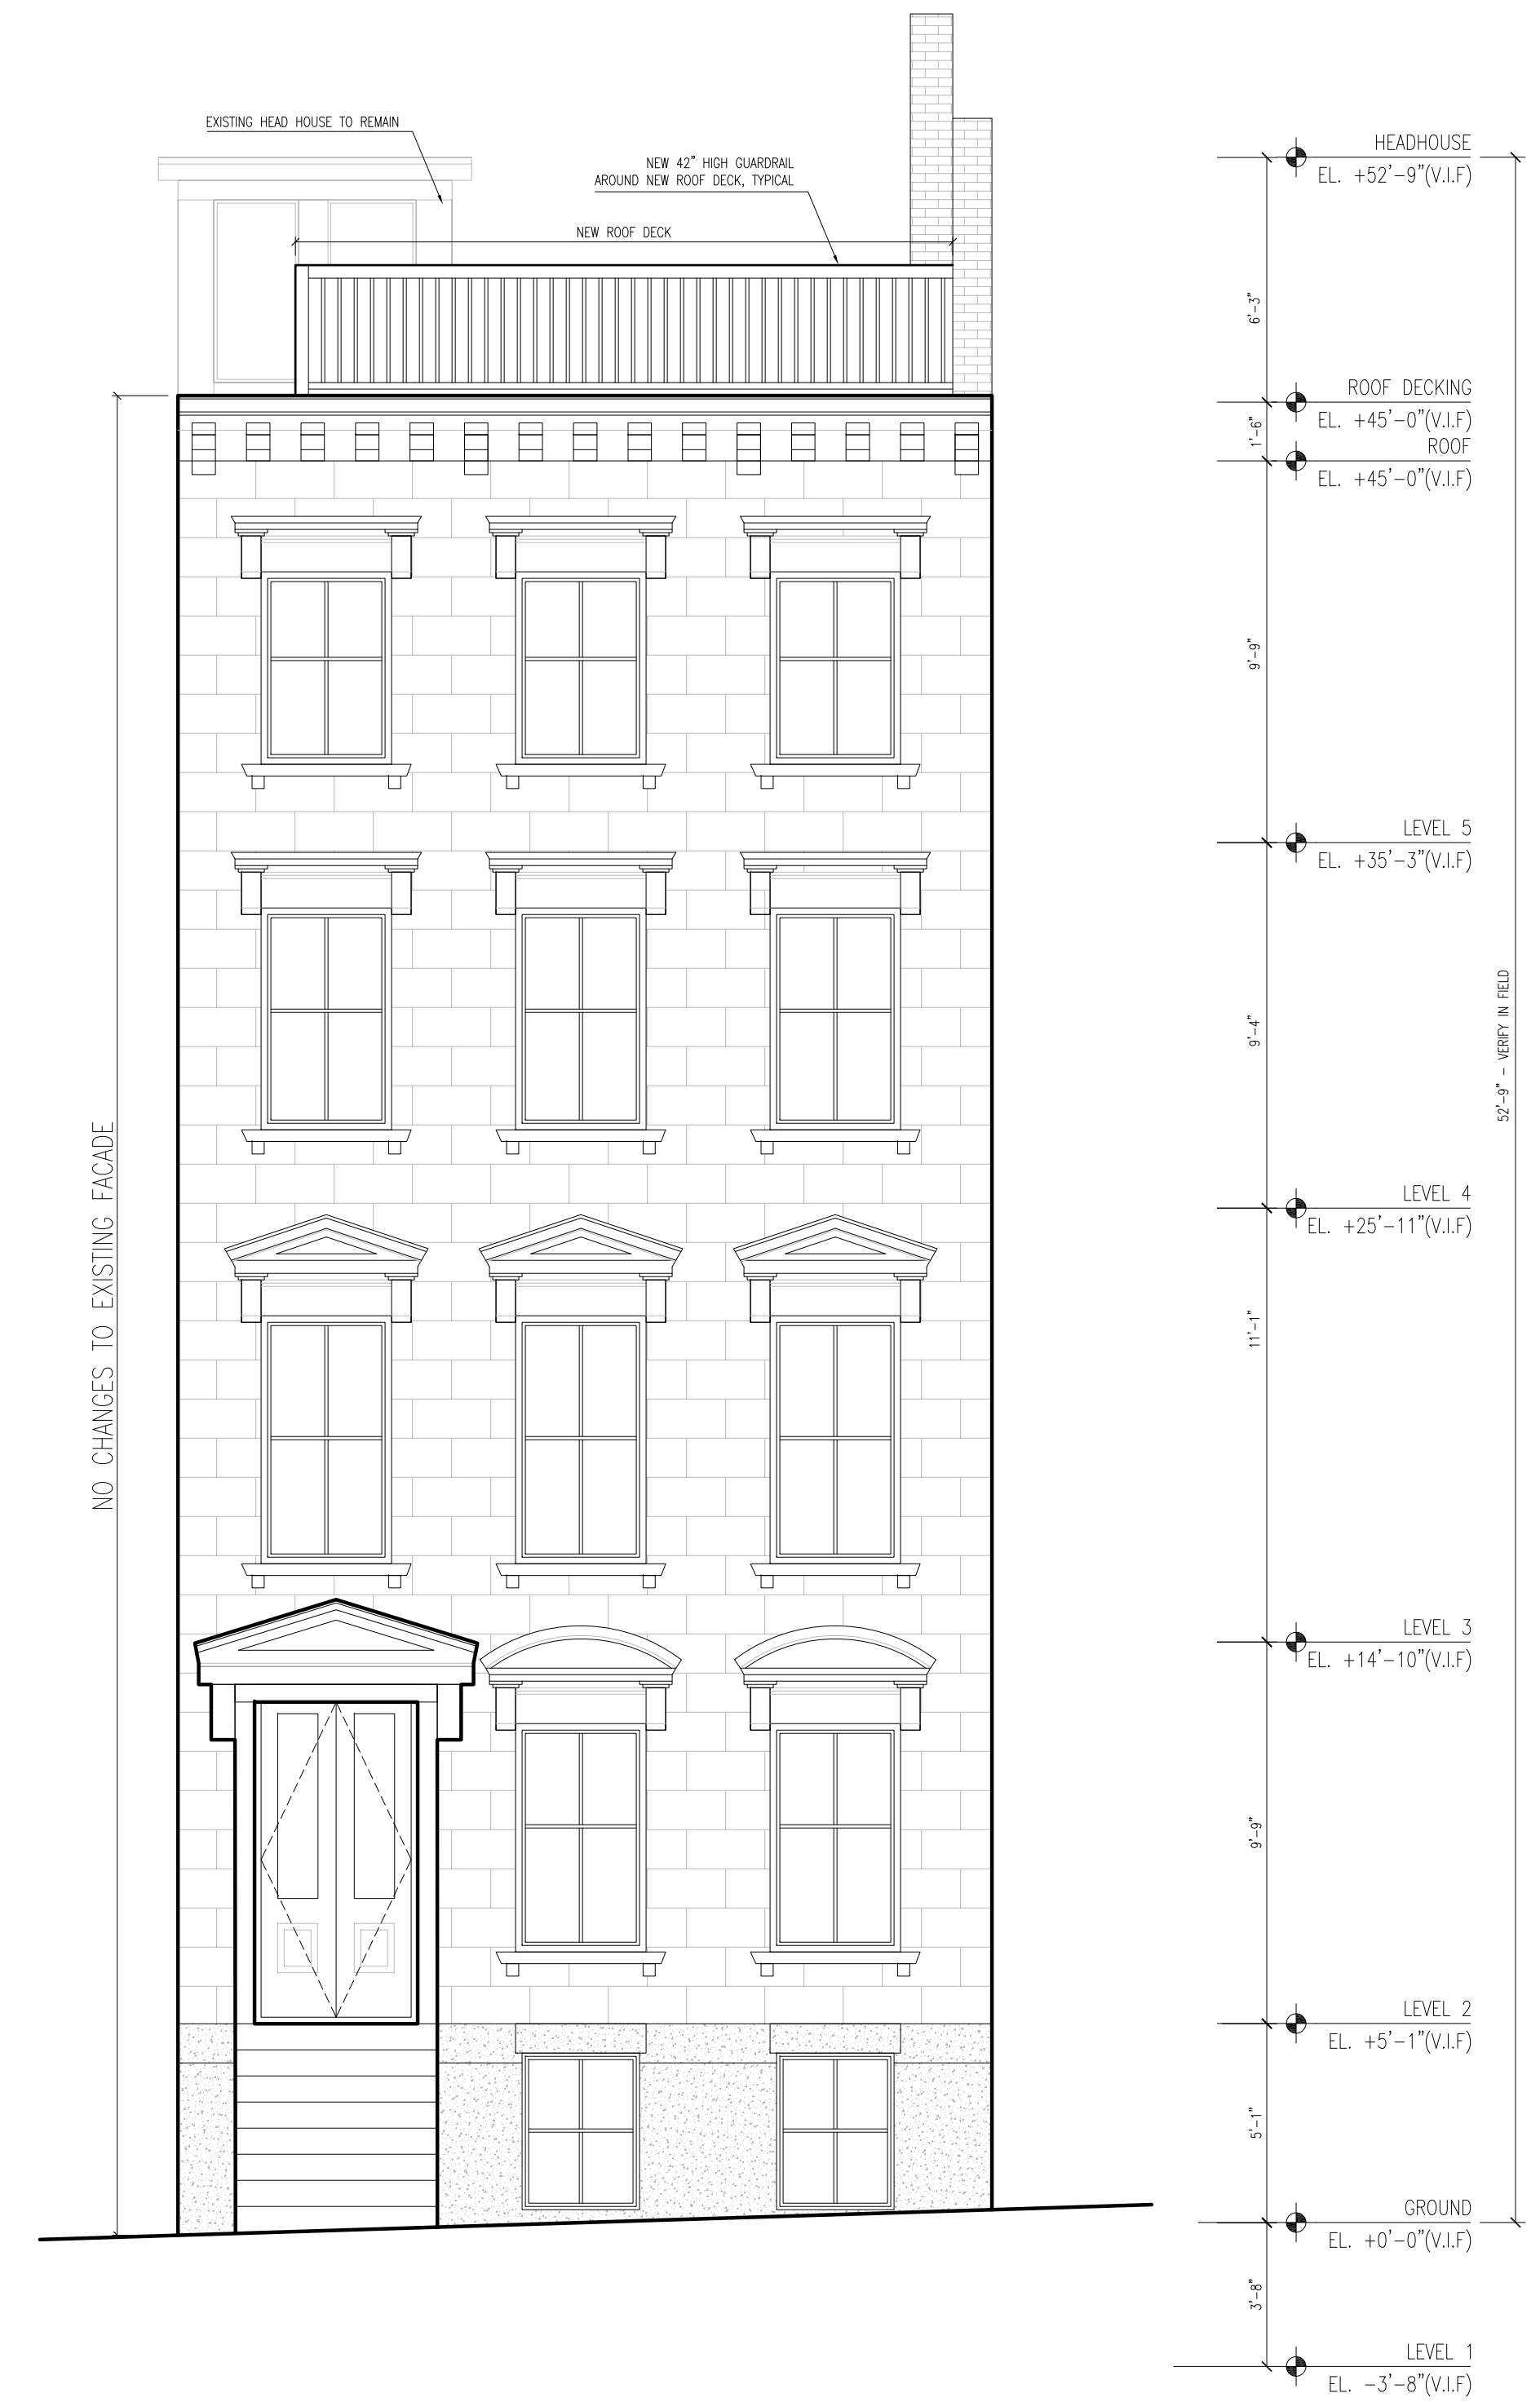 EXISTING HEAD HOUSE TO REMAIN
NEW 42" HIGH GUARDRAIL
AROUND NEW ROOF DECK, TYPICAL
NEW ROOF DECK
NO CHANGES TO EXISTING FACADE
HEADHOUSE
EL. +52'-9"(V.I.F)
6'-3"
ROOF DECKING
EL. +45'-0"(V.I.F)
1'-6"
ROOF
EL. +45'-0"(V.I.F)
9'-9"
LEVEL 5
EL. +35'-3"(V.I.F)
9'-4"
52'-9" - VERIFY IN FIELD
LEVEL 4
EL. +25'-11"(V.I.F)
11'-1"
LEVEL 3
EL. +14'-10"(V.I.F)
9'-9"
LEVEL 2
EL. +5'-1"(V.I.F)
5'-1"
GROUND
EL. +0'-0"(V.I.F)
3'-8"
LEVEL 1
EL. -3'-8"(V.I.F)